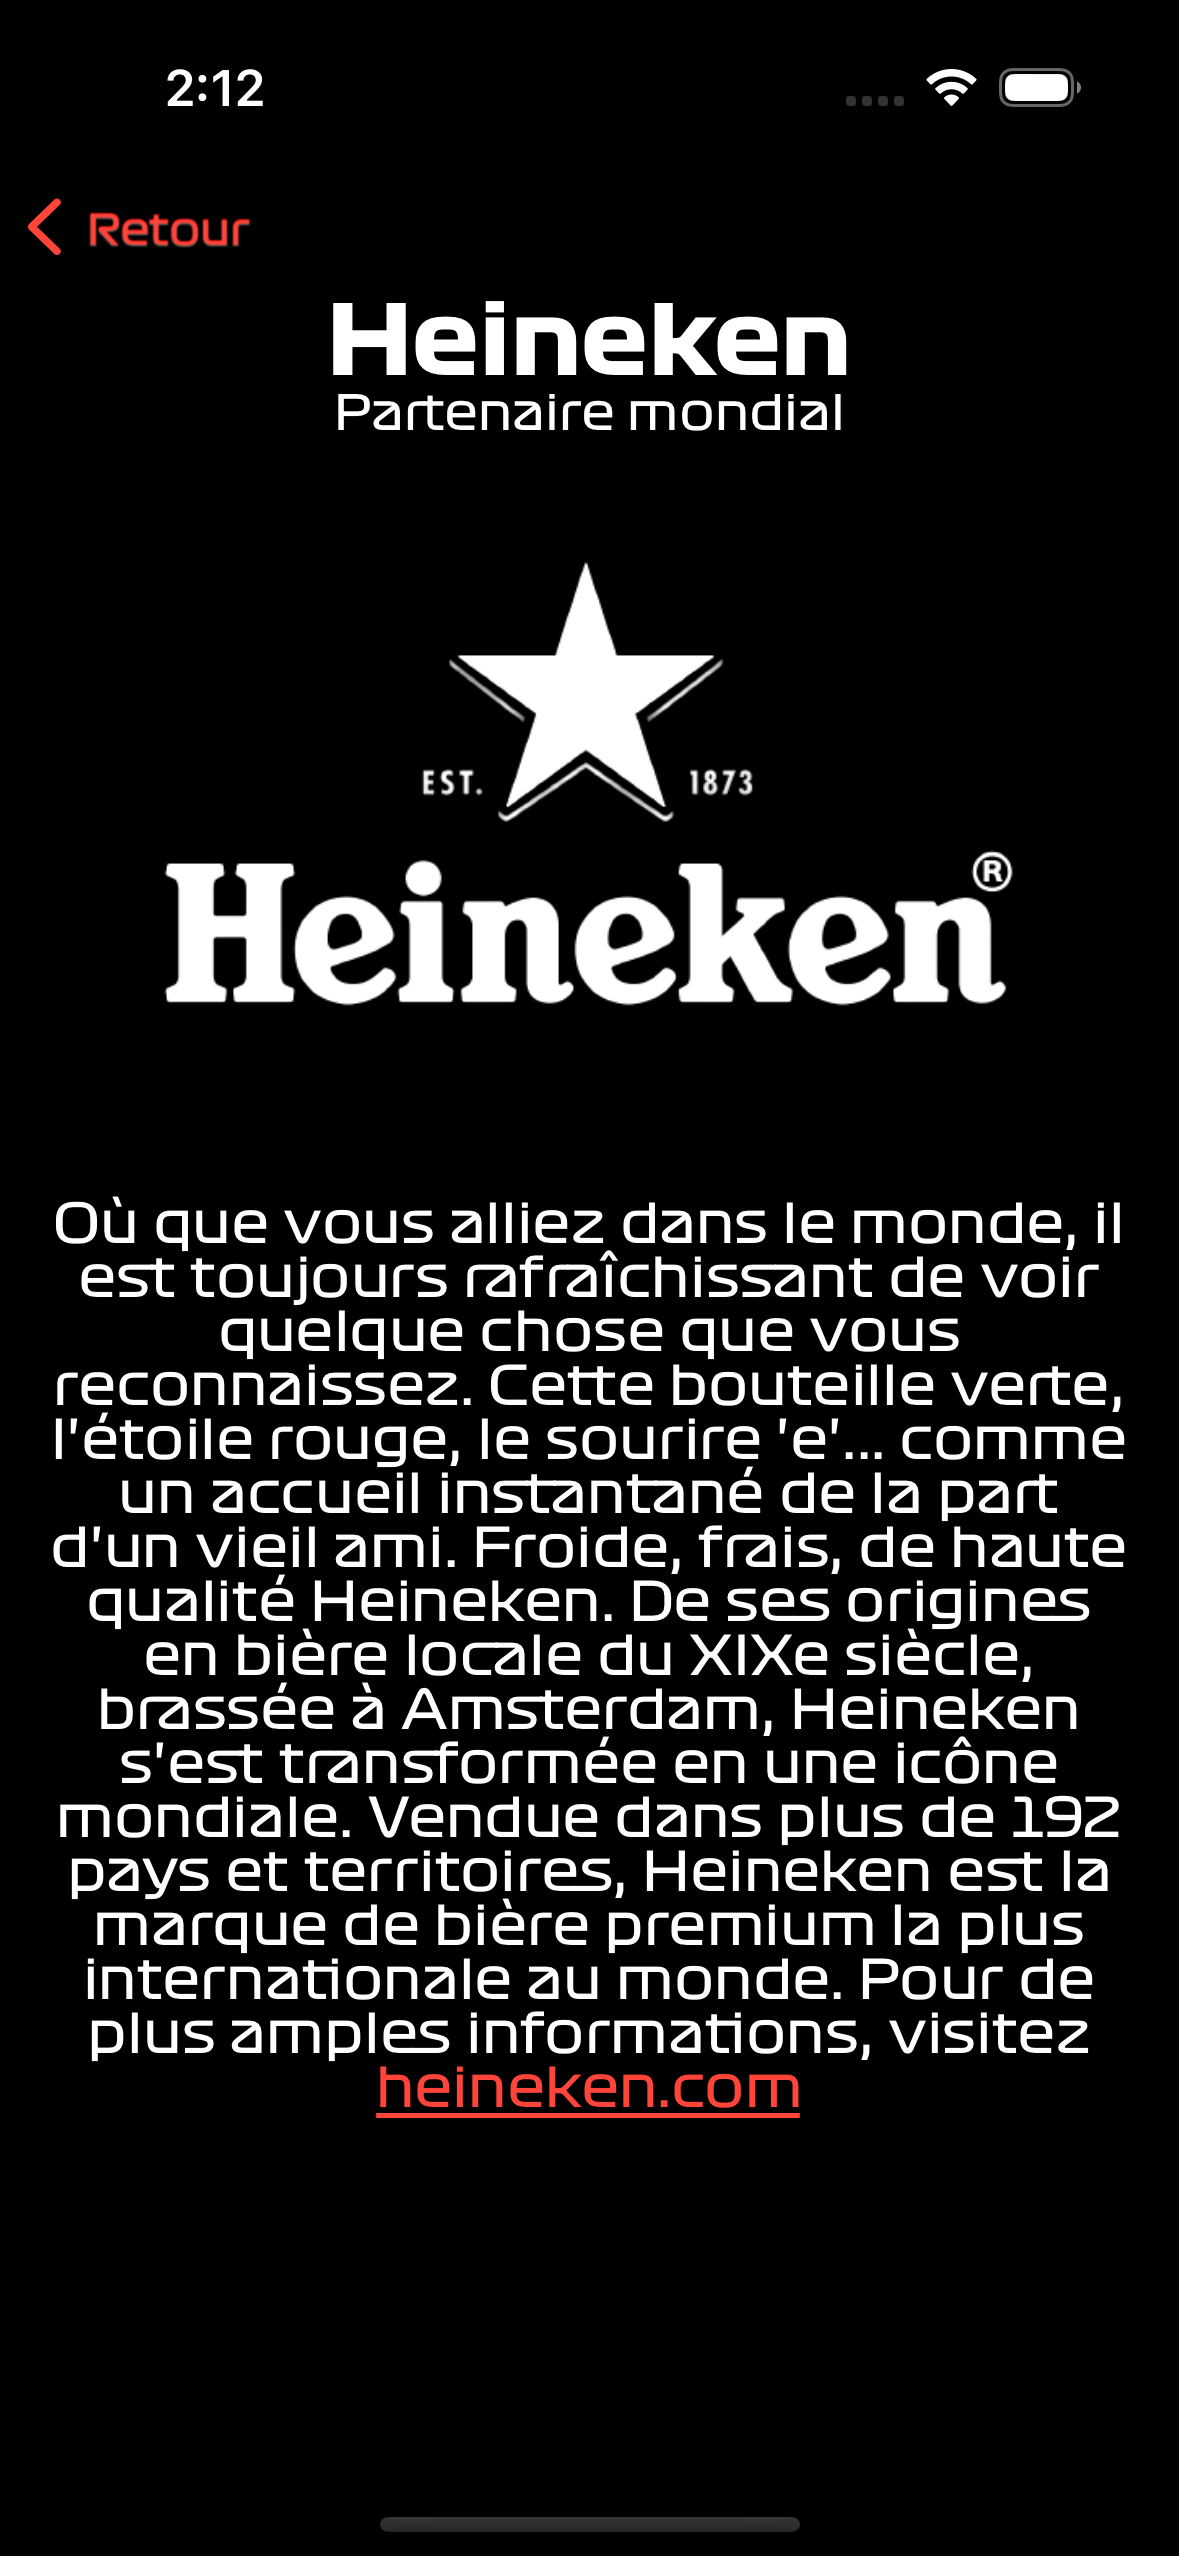 2:12
Retour
Heineken
Partenaire mondial
EST. 1873
Heineken®
Où que vous alliez dans le monde, il
est toujours rafraîchissant de voir
quelque chose que vous
reconnaissez. Cette bouteille verte,
l'étoile rouge, le sourire 'e'... comme
un accueil instantané de la part
d'un vieil ami. Froide, frais, de haute
qualité Heineken. De ses origines
en bière locale du XIXe siècle,
brassée à Amsterdam, Heineken
s'est transformée en une icône
mondiale. Vendue dans plus de 192
pays et territoires, Heineken est la
marque de bière premium la plus
internationale au monde. Pour de
plus amples informations, visitez
heineken.com